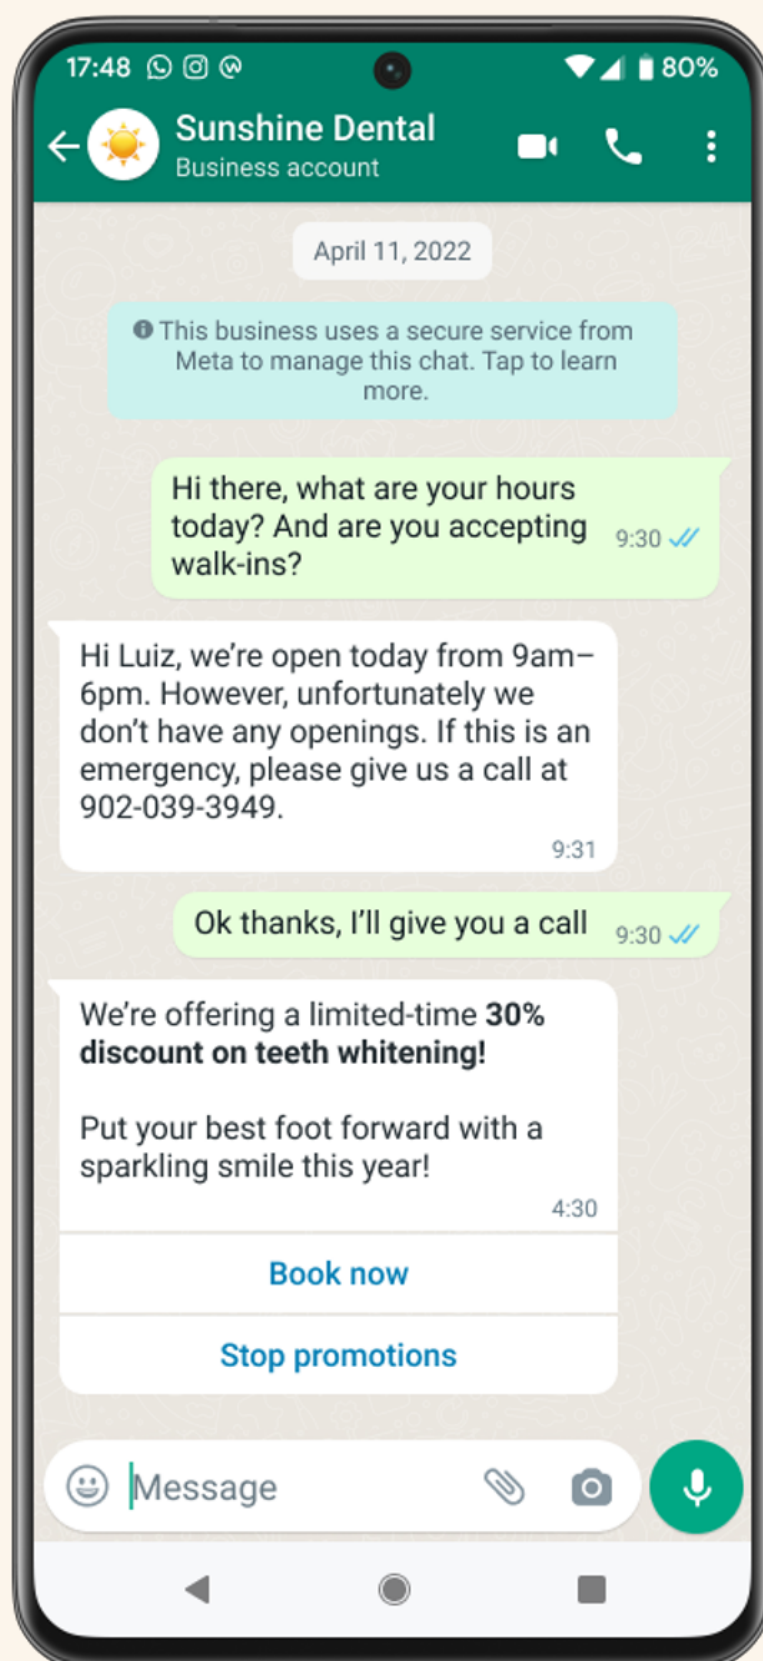 17:48 80%
Sunshine Dental
Business account
April 11, 2022
This business uses a secure service from
Meta to manage this chat. Tap to learn
more.
Hi there, what are your hours
today? And are you accepting
walk-ins?
9:30
Hi Luiz, we’re open today from 9am–
6pm. However, unfortunately we
don’t have any openings. If this is an
emergency, please give us a call at
902-039-3949.
9:31
Ok thanks, I’ll give you a call 9:30
We’re offering a limited-time 30%
discount on teeth whitening!
Put your best foot forward with a
sparkling smile this year!
4:30
Book now
Stop promotions
Message